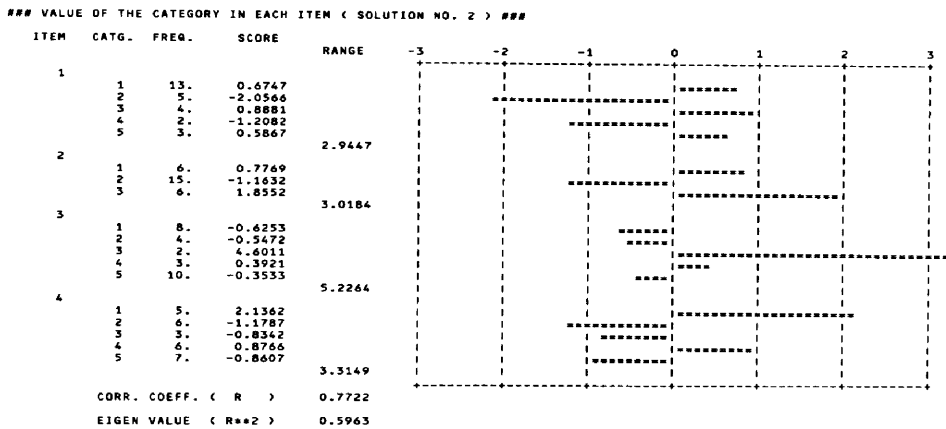 ### VALUE OF THE CATEGORY IN EACH ITEM ( SOLUTION NO. 2 ) ###
ITEM CATG. FREQ. SCORE RANGE -3 -2 -1 0 1 2 3
1
1 13. 0.6747
2 5. -2.0566
3 4. 0.8881
4 2. -1.2082
5 3. 0.5867
2.9447
2
1 6. 0.7769
2 15. -1.1632
3 6. 1.8552
3.0184
3
1 8. -0.6253
2 4. -0.5472
3 2. 4.6011
4 3. 0.3921
5 10. -0.3533
5.2264
4
1 5. 2.1362
2 6. -1.1787
3 3. -0.8342
4 6. 0.8766
5 7. -0.8607
3.3149
CORR. COEFF. ( R ) 0.7722
EIGEN VALUE ( R**2 ) 0.5963